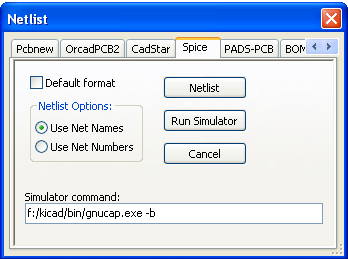 Netlist
Pcbnew OrcadPCB2 CadStar Spice PADS-PCB BOM
Default format
Netlist Options:
Use Net Names
Use Net Numbers
Netlist
Run Simulator
Cancel
Simulator command:
f:/kicad/bin/gnucap.exe -b